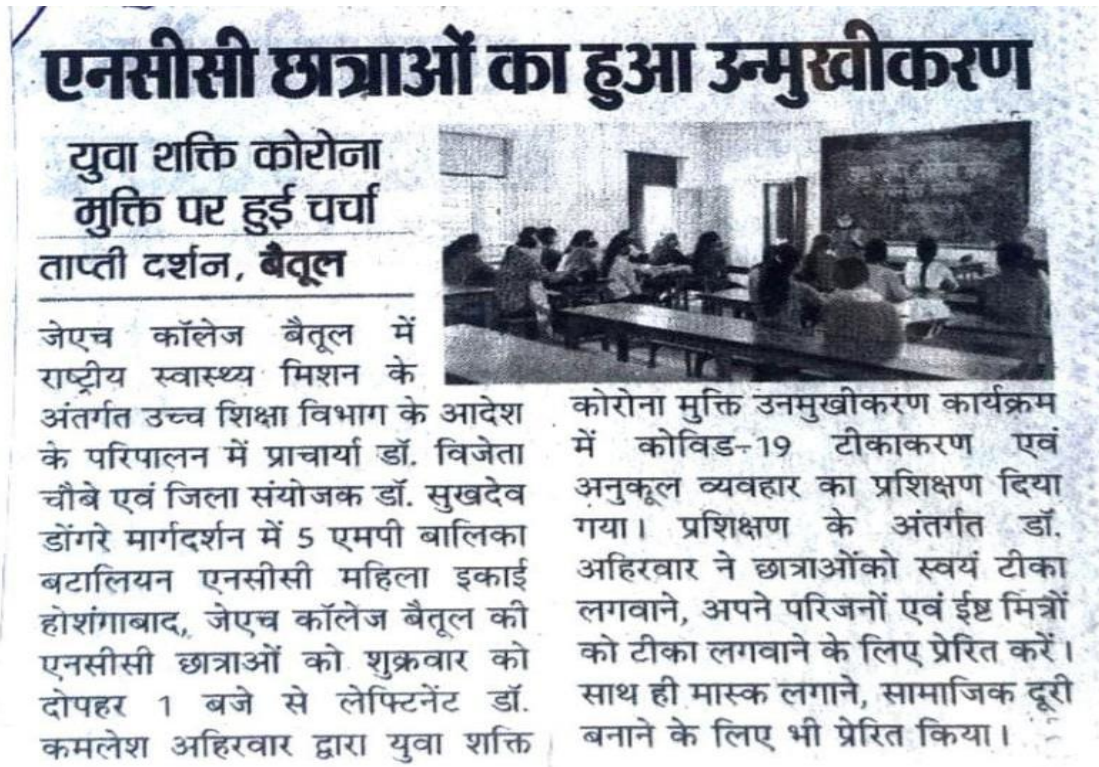 एनसीसी छात्राओं का हुआ उन्मुखीकरण
युवा शक्ति कोरोना
मुक्ति पर हुई चर्चा
ताप्ती दर्शन, बैतूल
जेएच कॉलेज बैतूल में
राष्ट्रीय स्वास्थ्य मिशन के
अंतर्गत उच्च शिक्षा विभाग के आदेश
के परिपालन में प्राचार्या डॉ. विजेता
चौबे एवं जिला संयोजक डॉ. सुखदेव
डोंगरे मार्गदर्शन में 5 एमपी बालिका
बटालियन एनसीसी महिला इकाई
होशंगाबाद, जेएच कॉलेज बैतूल की
एनसीसी छात्राओं को शुक्रवार को
दोपहर 1 बजे से लेफ्टिनेंट डॉ.
कमलेश अहिरवार द्वारा युवा शक्ति
कोरोना मुक्ति उनमुखीकरण कार्यक्रम
में कोविड-19 टीकाकरण एवं
अनुकूल व्यवहार का प्रशिक्षण दिया
गया। प्रशिक्षण के अंतर्गत डॉ.
अहिरवार ने छात्राओंको स्वयं टीका
लगवाने, अपने परिजनों एवं ईष्ट मित्रों
को टीका लगवाने के लिए प्रेरित करें।
साथ ही मास्क लगाने, सामाजिक दूरी
बनाने के लिए भी प्रेरित किया।